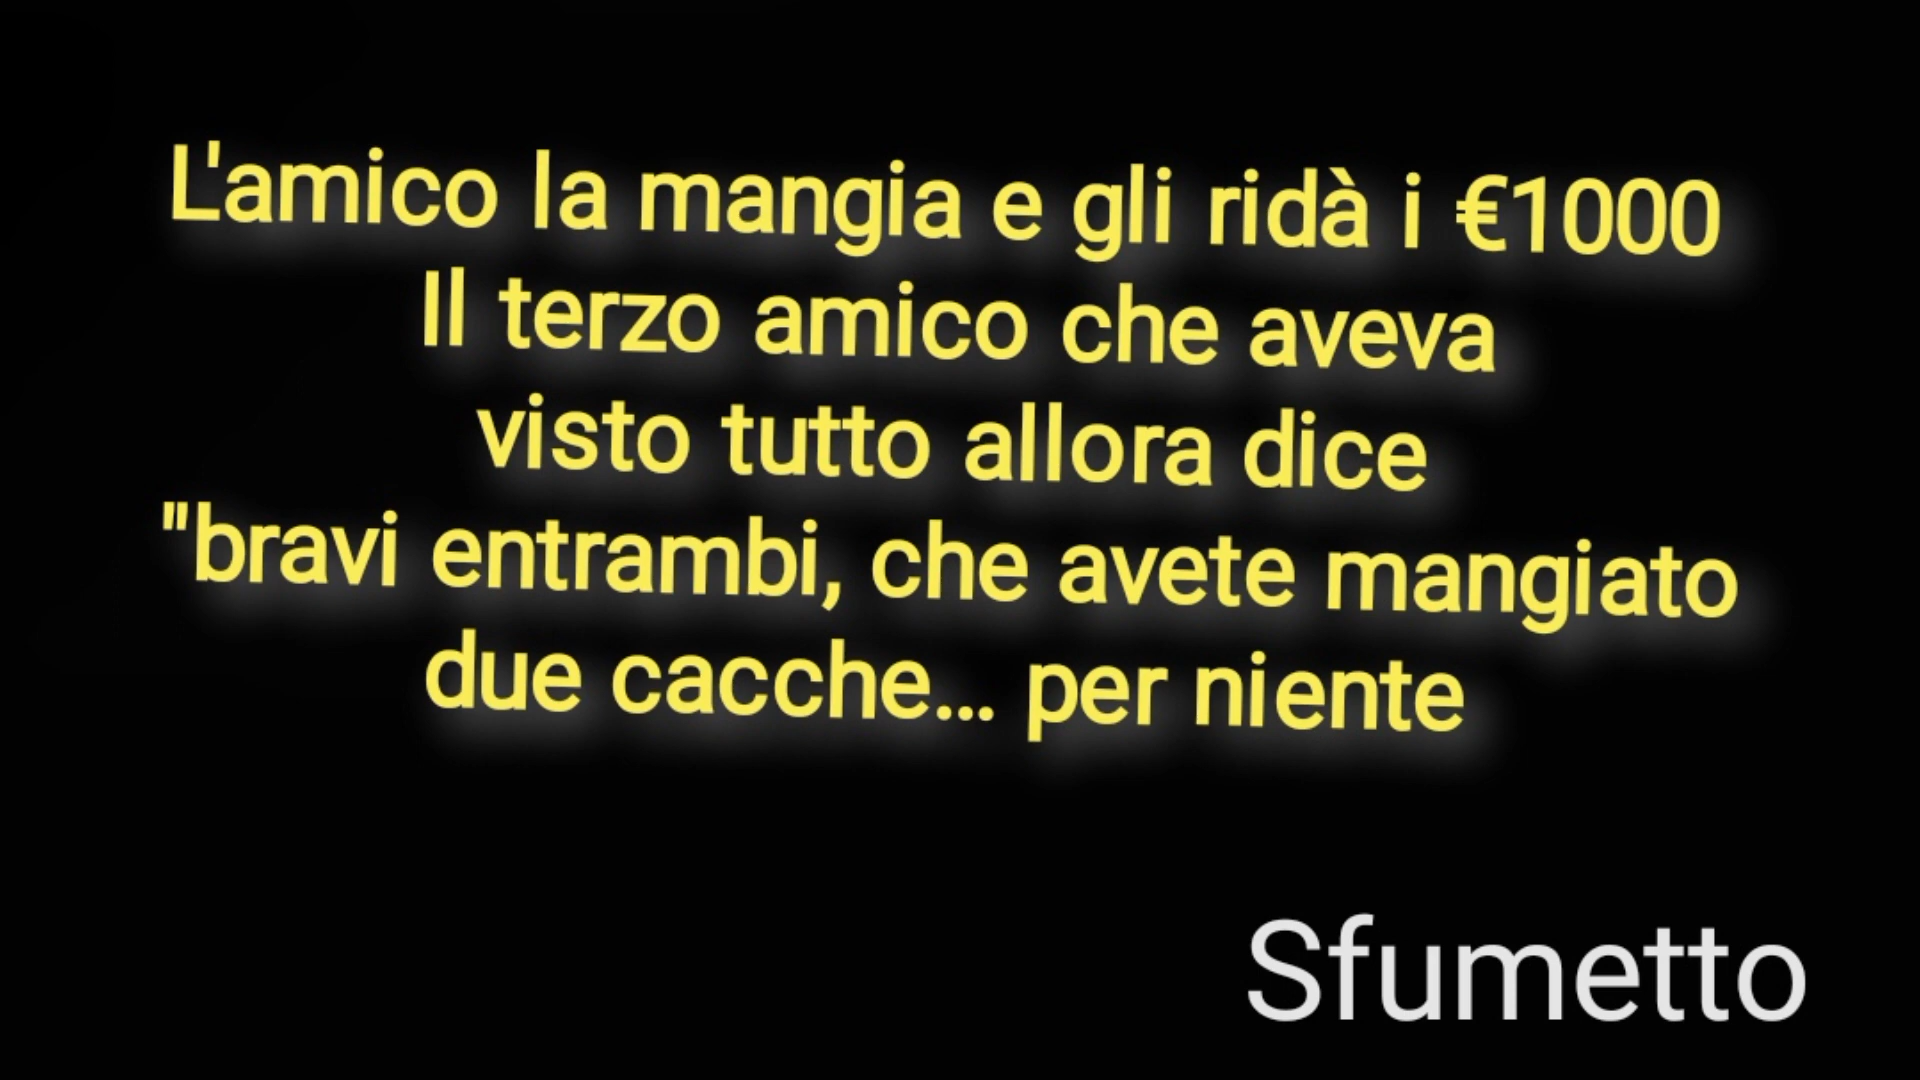 L'amico la mangia e gli ridà i €1000
Il terzo amico che aveva
visto tutto allora dice
"bravi entrambi, che avete mangiato
due cacche... per niente
Sfumetto